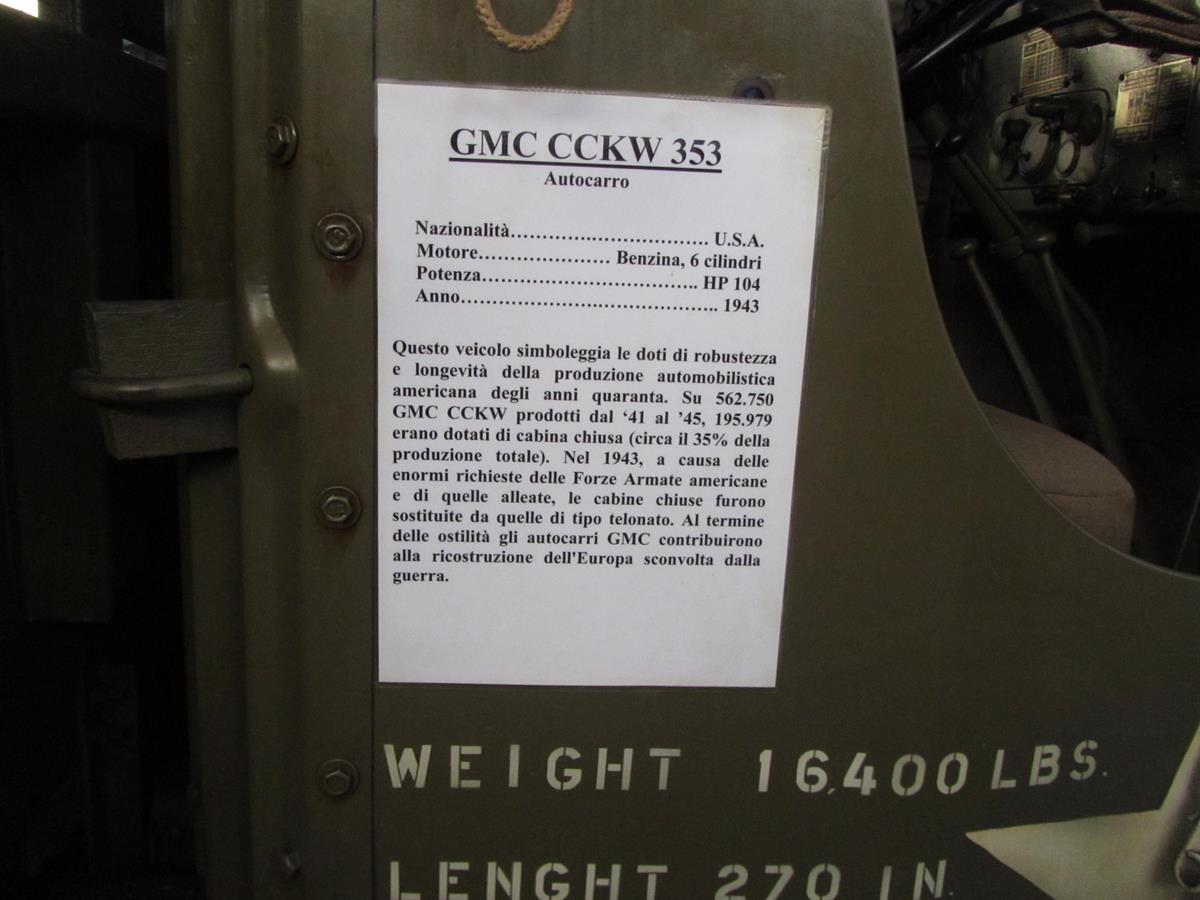 GMC CCKW 353
Autocarro
Nazionalità…………..……………… U.S.A.
Motore………………… Benzina, 6 cilindri
Potenza…………………………….. HP 104
Anno…………………..…………….. 1943
Questo veicolo simboleggia le doti di robustezza
e longevità della produzione automobilistica
americana degli anni quaranta. Su 562.750
GMC CCKW prodotti dal ‘41 al ’45, 195.979
erano dotati di cabina chiusa (circa il 35% della
produzione totale). Nel 1943, a causa delle
enormi richieste delle Forze Armate americane
e di quelle alleate, le cabine chiuse furono
sostituite da quelle di tipo telonato. Al termine
delle ostilità gli autocarri GMC contribuirono
alla ricostruzione dell'Europa sconvolta dalla
guerra.
WEIGHT 16,400 LBS.
LENGHT 270 IN.